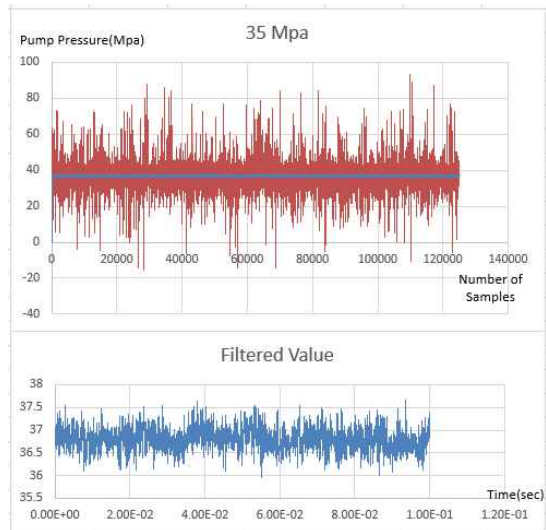 35 Mpa
Pump Pressure(Mpa)
100
80
60
40
20
0
-20
-40
0 20000 40000 60000 80000 100000 120000 140000
Number of
Samples
Filtered Value
38
37.5
37
36.5
36
35.5
0.00E+00 2.00E-02 4.00E-02 6.00E-02 8.00E-02 1.00E-01 1.20E-01
Time(sec)